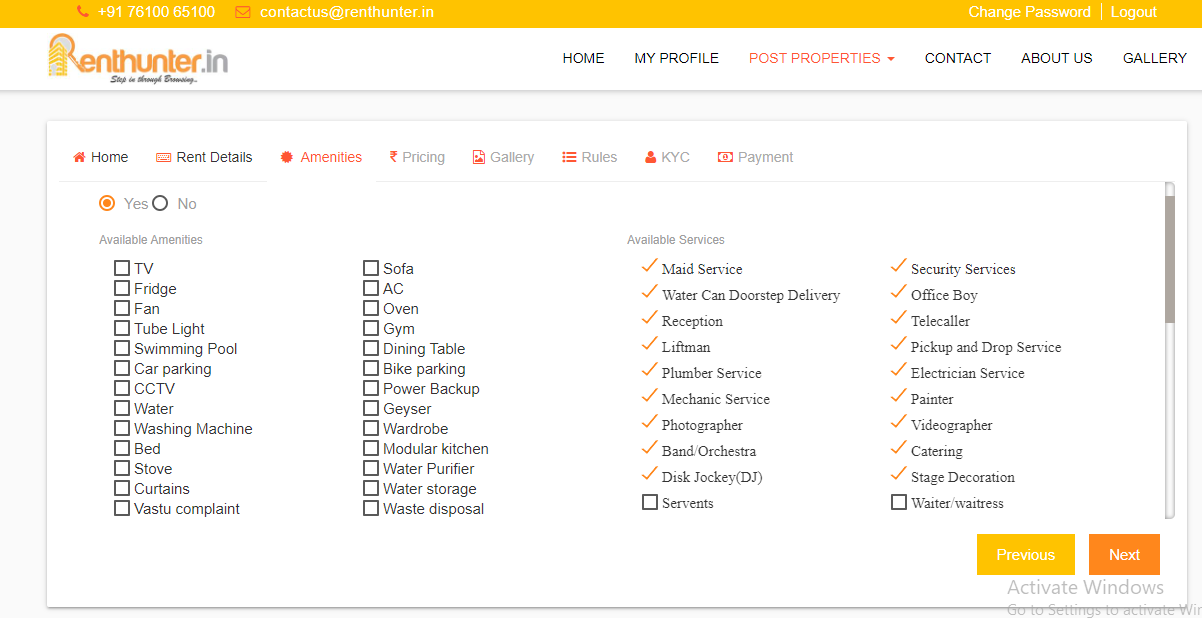 +91 76100 65100 contactus@renthunter.in Change Password Logout
Renthunter.in
Step in through Browsing..
HOME MY PROFILE POST PROPERTIES CONTACT ABOUT US GALLERY
Home Rent Details Amenities Pricing Gallery Rules KYC Payment
Yes No
Available Amenities Available Services
TV Sofa Maid Service Security Services
Fridge AC Water Can Doorstep Delivery Office Boy
Fan Oven Reception Telecaller
Tube Light Gym Liftman Pickup and Drop Service
Swimming Pool Dining Table Plumber Service Electrician Service
Car parking Bike parking Mechanic Service Painter
CCTV Power Backup Photographer Videographer
Water Geyser Band/Orchestra Catering
Washing Machine Wardrobe Disk Jockey(DJ) Stage Decoration
Bed Modular kitchen Servents Waiter/waitress
Stove Water Purifier
Curtains Water storage
Vastu complaint Waste disposal
Previous Next
Activate Windows
Go to Settings to activate Win